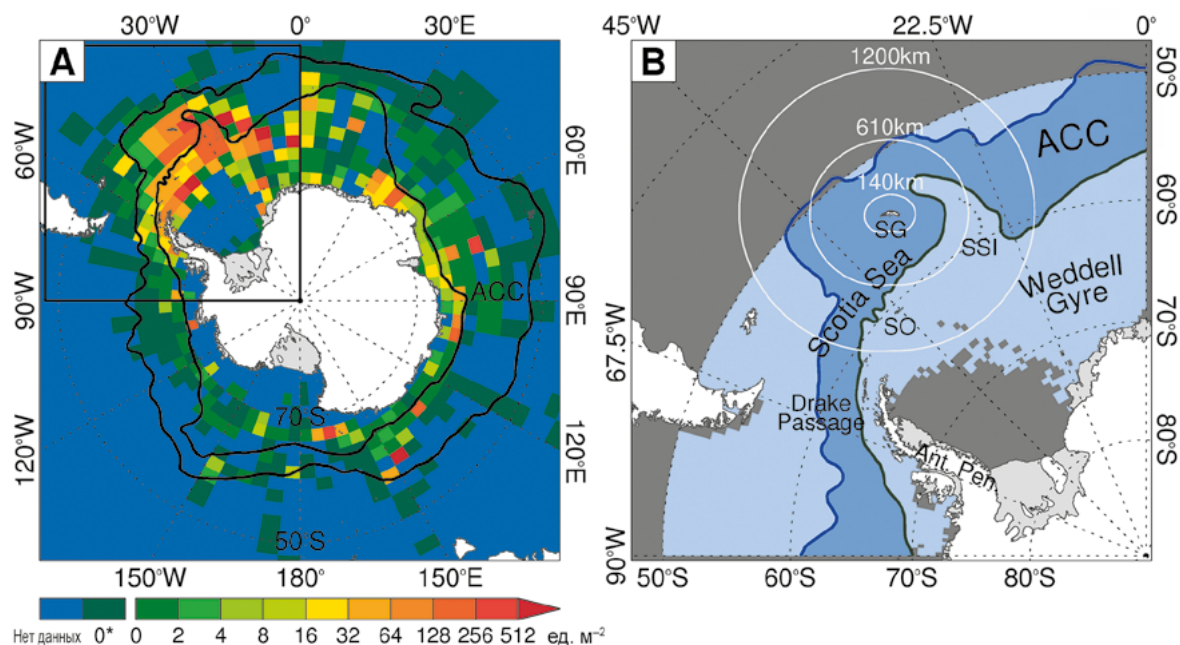 30°W 0° 30°E
A
60°W
60°E
90°W
ACC
90°E
70 S
120°W
120°E
50 S
150°W 180° 150°E
Нет данных 0* 0 2 4 8 16 32 64 128 256 512 ед. м⁻²
45°W 22.5°W 0°
B
1200km
50°S
610km
ACC
140km
60°S
SG
SSI
Scotia Sea
Weddell
Gyre
SO
70°S
67.5°W
Drake
Passage
80°S
Ant. Pen.
90°W 50°S 60°S 70°S 80°S